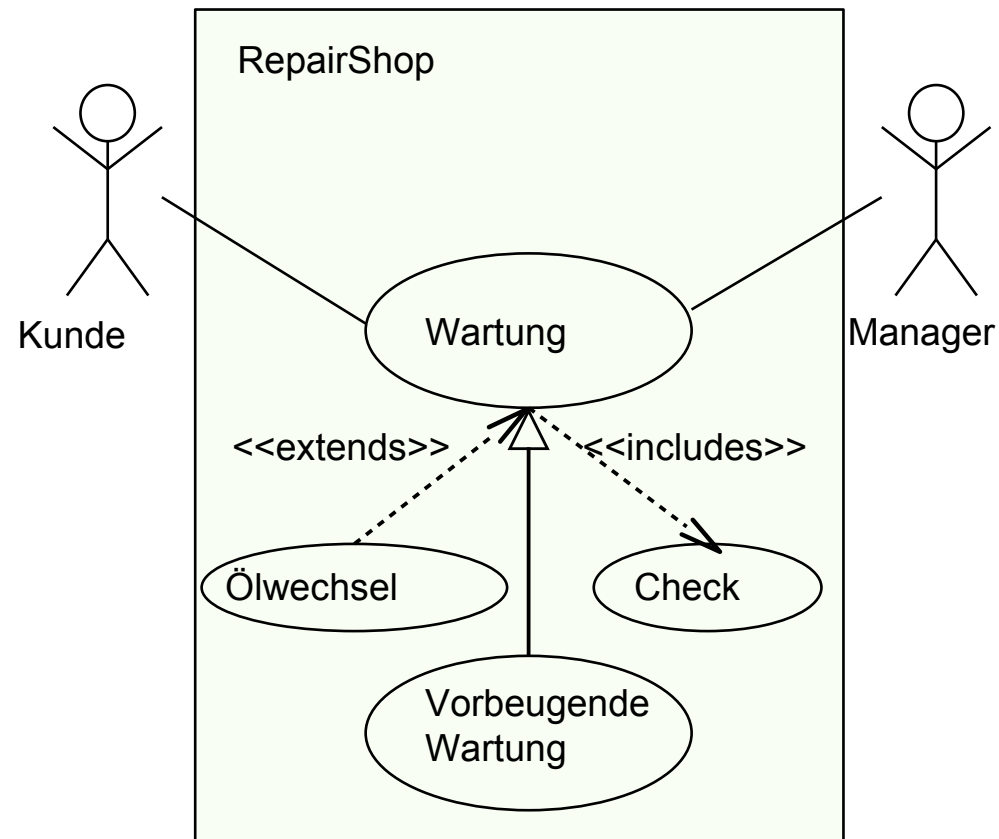 RepairShop
Kunde
Wartung
Manager
<<extends>>
<<includes>>
Ölwechsel
Check
Vorbeugende
Wartung